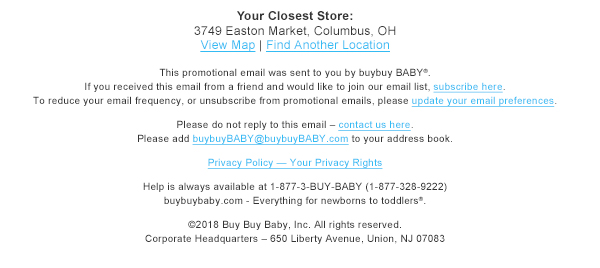 Your Closest Store:
3749 Easton Market, Columbus, OH
View Map | Find Another Location
This promotional email was sent to you by buybuy BABY®.
If you received this email from a friend and would like to join our email list, subscribe here.
To reduce your email frequency, or unsubscribe from promotional emails, please update your email preferences.
Please do not reply to this email – contact us here.
Please add buybuyBABY@buybuyBABY.com to your address book.
Privacy Policy — Your Privacy Rights
Help is always available at 1-877-3-BUY-BABY (1-877-328-9222)
buybuybaby.com - Everything for newborns to toddlers®.
©2018 Buy Buy Baby, Inc. All rights reserved.
Corporate Headquarters – 650 Liberty Avenue, Union, NJ 07083